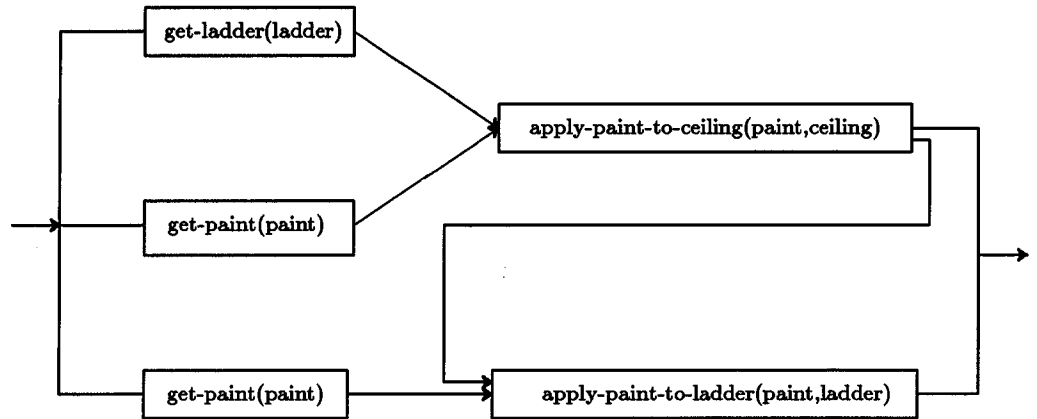 get-ladder(ladder)
apply-paint-to-ceiling(paint,ceiling)
get-paint(paint)
get-paint(paint)
apply-paint-to-ladder(paint,ladder)